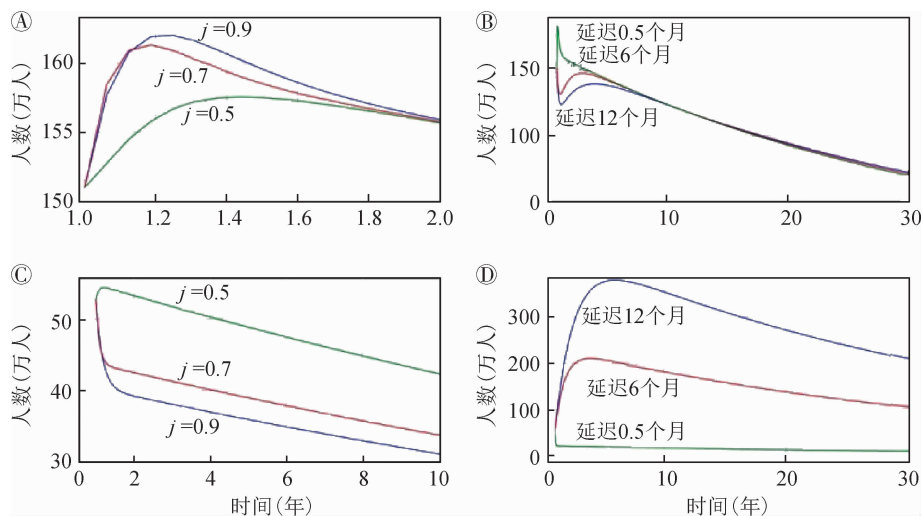 Ⓐ
人数(万人)
160
155
150
j=0.9
j=0.7
j=0.5
1.0 1.2 1.4 1.6 1.8 2.0
Ⓑ
人数(万人)
150
100
0
延迟0.5个月
延迟6个月
延迟12个月
0 10 20 30
Ⓒ
人数(万人)
50
40
30
j=0.5
j=0.7
j=0.9
0 2 4 6 8 10
时间(年)
Ⓓ
人数(万人)
300
200
100
0
延迟12个月
延迟6个月
延迟0.5个月
0 10 20 30
时间(年)